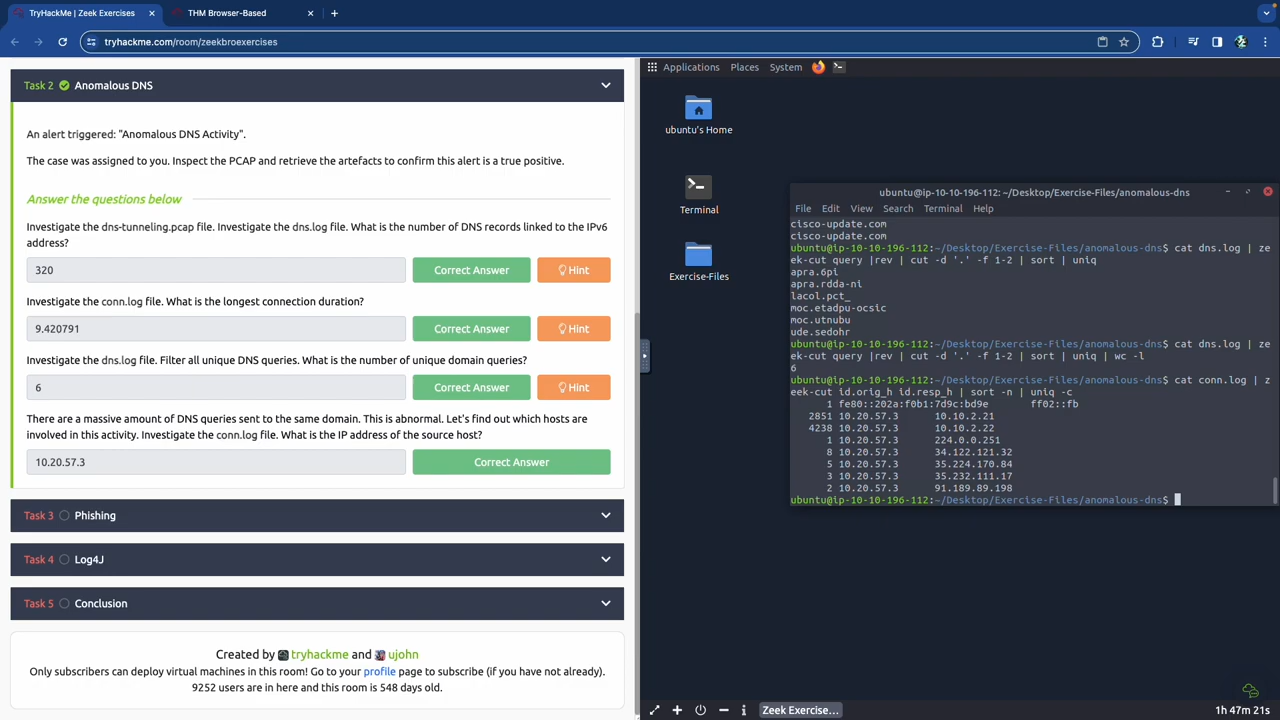 TryHackMe | Zeek Exercises
THM Browser-Based
tryhackme.com/room/zeekbroexercises
Task 2 Anomalous DNS
An alert triggered: "Anomalous DNS Activity".
The case was assigned to you. Inspect the PCAP and retrieve the artefacts to confirm this alert is a true positive.
Answer the questions below
Investigate the dns-tunneling.pcap file. Investigate the dns.log file. What is the number of DNS records linked to the IPv6
address?
320
Correct Answer
Hint
Investigate the conn.log file. What is the longest connection duration?
9.420791
Correct Answer
Hint
Investigate the dns.log file. Filter all unique DNS queries. What is the number of unique domain queries?
6
Correct Answer
Hint
There are a massive amount of DNS queries sent to the same domain. This is abnormal. Let's find out which hosts are
involved in this activity. Investigate the conn.log file. What is the IP address of the source host?
10.20.57.3
Correct Answer
Task 3 Phishing
Task 4 Log4J
Task 5 Conclusion
Created by tryhackme and ujohn
Only subscribers can deploy virtual machines in this room! Go to your profile page to subscribe (if you have not already).
9252 users are in here and this room is 548 days old.
Applications Places System
ubuntu's Home
Terminal
Exercise-Files
ubuntu@ip-10-10-196-112: ~/Desktop/Exercise-Files/anomalous-dns
File Edit View Search Terminal Help
cisco-update.com
cisco-update.com
ubuntu@ip-10-10-196-112:~/Desktop/Exercise-Files/anomalous-dns$ cat dns.log | ze
ek-cut query |rev | cut -d '.' -f 1-2 | sort | uniq
apra.6pi
apra.rdda-ni
lacol.pct_
moc.etadpu-ocsic
moc.utnubu
ude.sedohr
ubuntu@ip-10-10-196-112:~/Desktop/Exercise-Files/anomalous-dns$ cat dns.log | ze
ek-cut query |rev | cut -d '.' -f 1-2 | sort | uniq | wc -l
6
ubuntu@ip-10-10-196-112:~/Desktop/Exercise-Files/anomalous-dns$ cat conn.log | z
eek-cut id.orig_h id.resp_h | sort -n | uniq -c
1 fe80::202a:f0b1:7d9c:bd9e ff02::fb
2851 10.20.57.3 10.10.2.21
4238 10.20.57.3 10.10.2.22
1 10.20.57.3 224.0.0.251
8 10.20.57.3 34.122.121.32
5 10.20.57.3 35.224.170.84
3 10.20.57.3 35.232.111.17
2 10.20.57.3 91.189.89.198
ubuntu@ip-10-10-196-112:~/Desktop/Exercise-Files/anomalous-dns$
Zeek Exercise...
1h 47m 21s